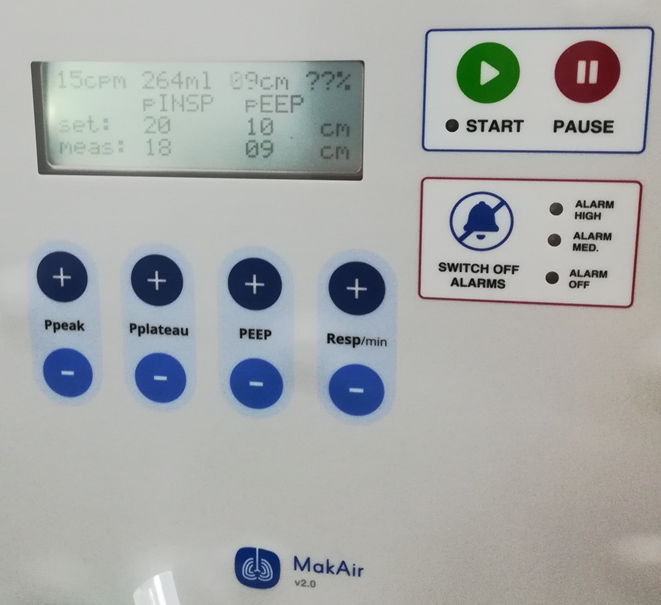 15cpm 264ml 09cm ??%
pINSP pEEP
set: 20 10 cm
meas: 18 09 cm
START PAUSE
SWITCH OFF
ALARMS
ALARM
HIGH
ALARM
MED.
ALARM
OFF
+ + + +
Ppeak Pplateau PEEP Resp/min
- - - -
MakAir
v2.0